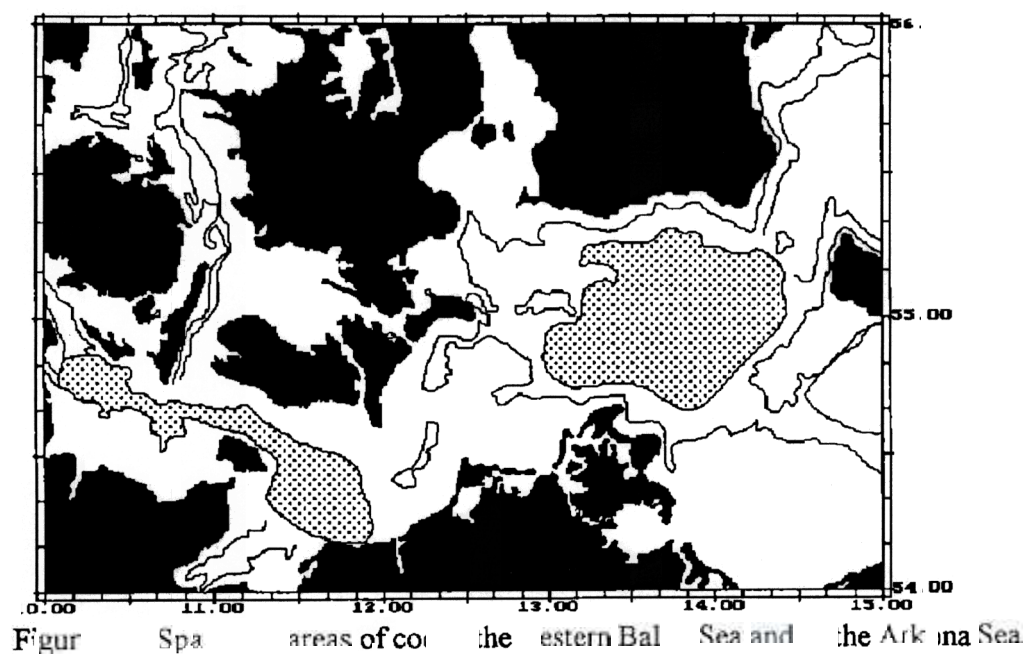 56.
55.00
54.00
.0.00 11.00 12.00 13.00 14.00 15.00
Figur Spa areas of co the estern Bal Sea and the Ark na Sea